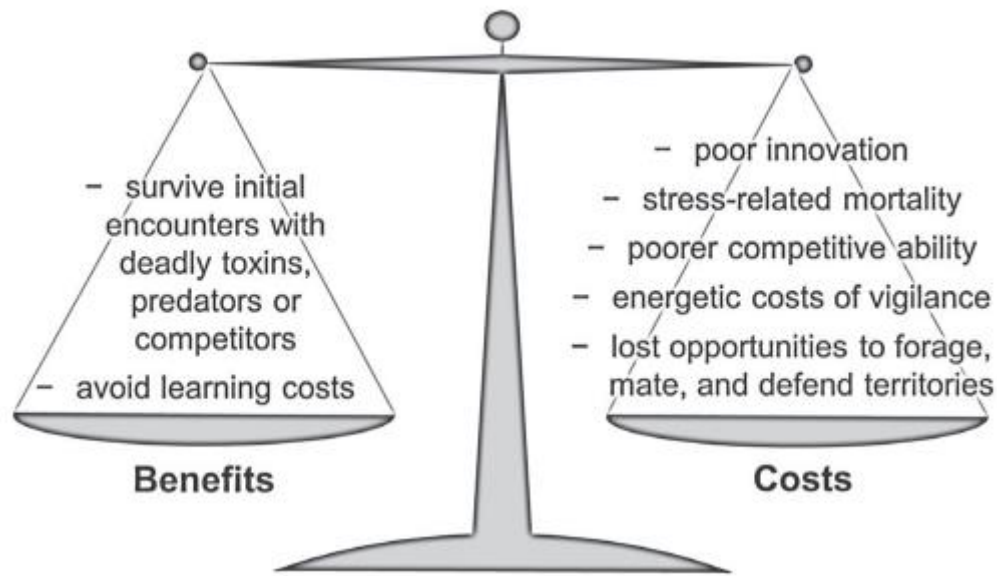 − survive initial
encounters with
deadly toxins,
predators or
competitors
− avoid learning costs
Benefits
− poor innovation
− stress-related mortality
− poorer competitive ability
− energetic costs of vigilance
− lost opportunities to forage,
mate, and defend territories
Costs